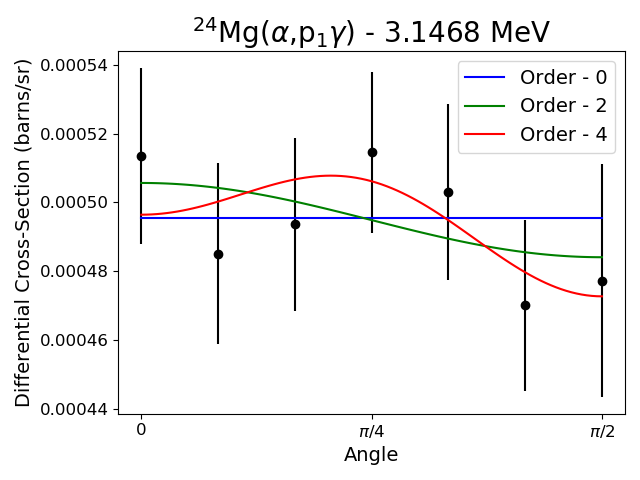 ²⁴Mg(α,p₁γ) - 3.1468 MeV
Order - 0
Order - 2
Order - 4
Differential Cross-Section (barns/sr)
0.00054
0.00052
0.00050
0.00048
0.00046
0.00044
0 π/4 π/2
Angle